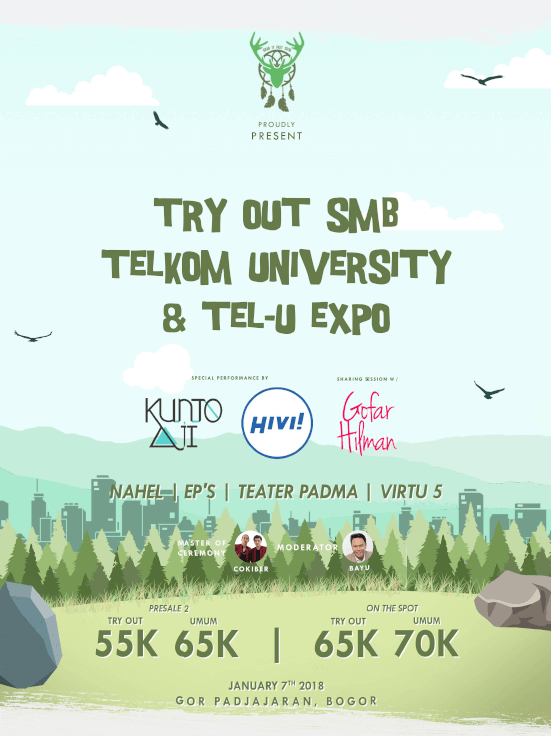 PROUDLY
PRESENT
TRY OUT SMB
TELKOM UNIVERSITY
& TEL-U EXPO
SPECIAL PERFORMANCE BY
SHARING SESSION W/
KUNTO
AJI
HIVI!
Gofar
Hilman
NAHEL | EP'S | TEATER PADMA | VIRTU 5
MASTER OF
CEREMONY
COKIBER
MODERATOR
BAYU
PRESALE 2
ON THE SPOT
TRY OUT UMUM
TRY OUT UMUM
55K 65K | 65K 70K
JANUARY 7TH 2018
GOR PADJAJARAN, BOGOR